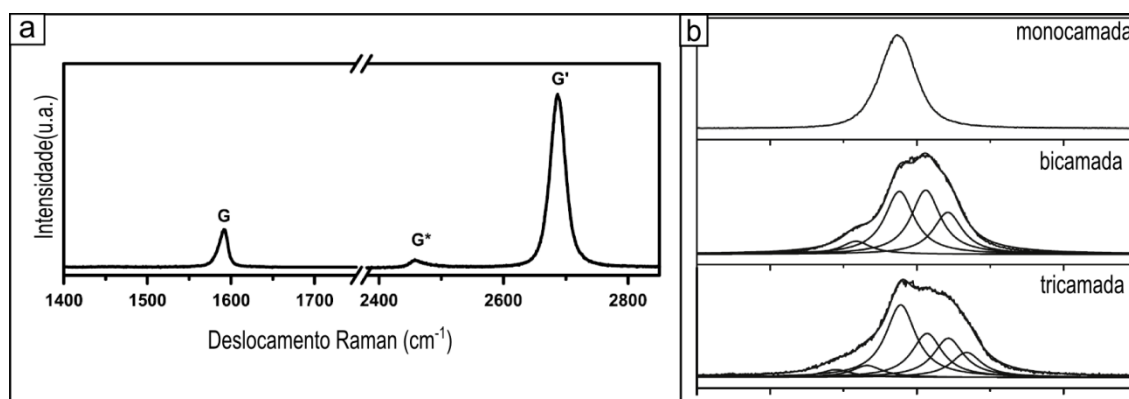 a
G
G*
G'
Intensidade(u.a.)
1400 1500 1600 1700 2400 2600 2800
Deslocamento Raman (cm⁻¹)
b
monocamada
bicamada
tricamada